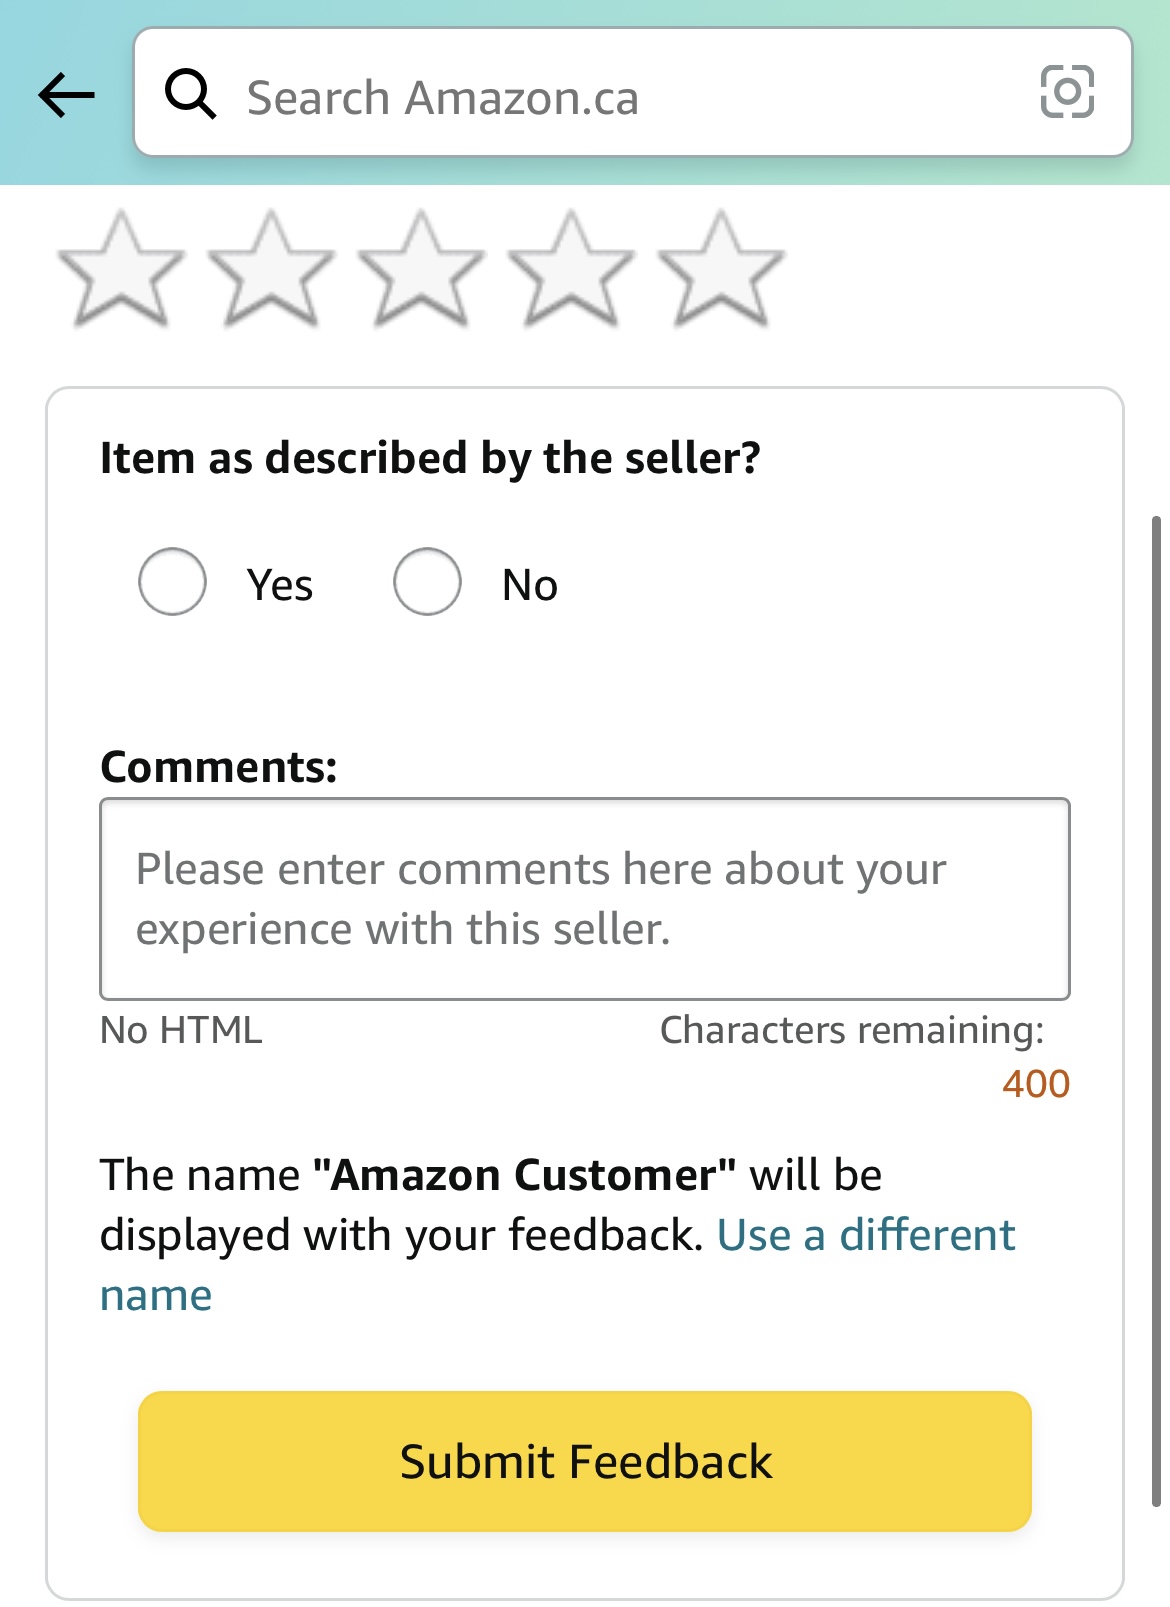 Search Amazon.ca
Item as described by the seller?
Yes No
Comments:
Please enter comments here about your
experience with this seller.
No HTML Characters remaining:
400
The name "Amazon Customer" will be
displayed with your feedback. Use a different
name
Submit Feedback